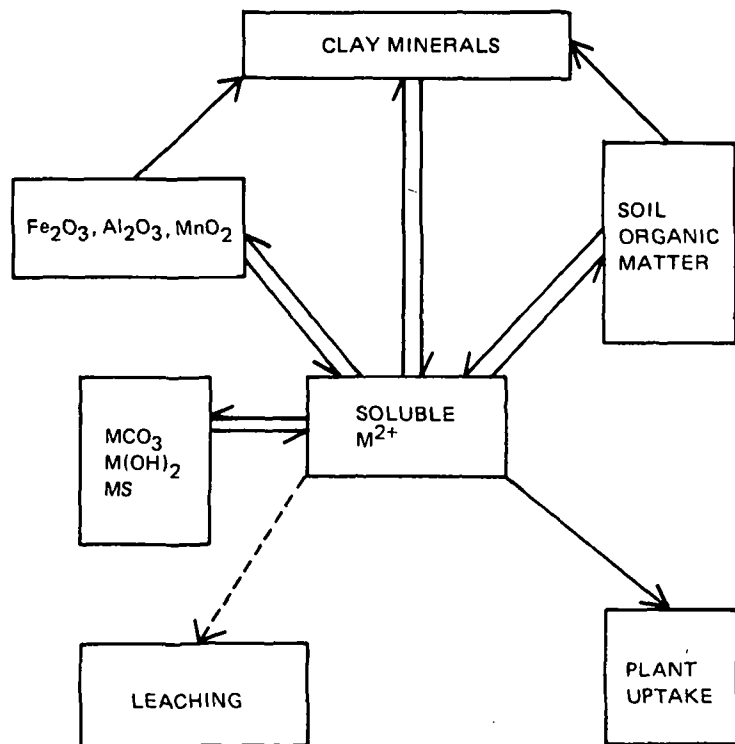 CLAY MINERALS
Fe₂O₃, Al₂O₃, MnO₂
SOIL
ORGANIC
MATTER
SOLUBLE
M²⁺
MCO₃
M(OH)₂
MS
LEACHING
PLANT
UPTAKE